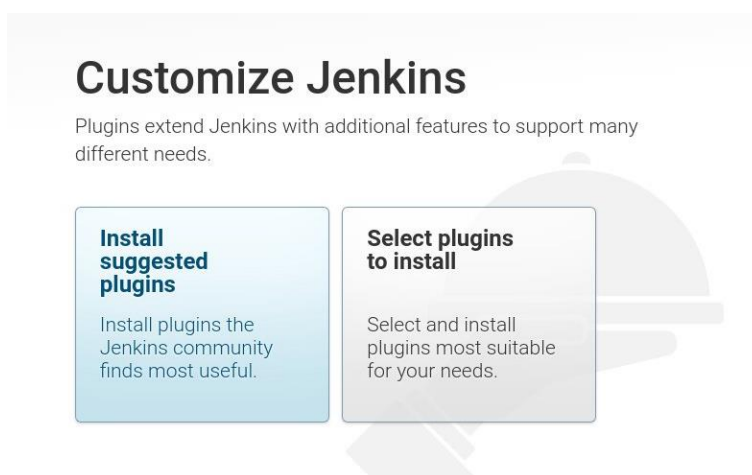 Customize Jenkins
Plugins extend Jenkins with additional features to support many
different needs.
Install
suggested
plugins
Install plugins the
Jenkins community
finds most useful.
Select plugins
to install
Select and install
plugins most suitable
for your needs.